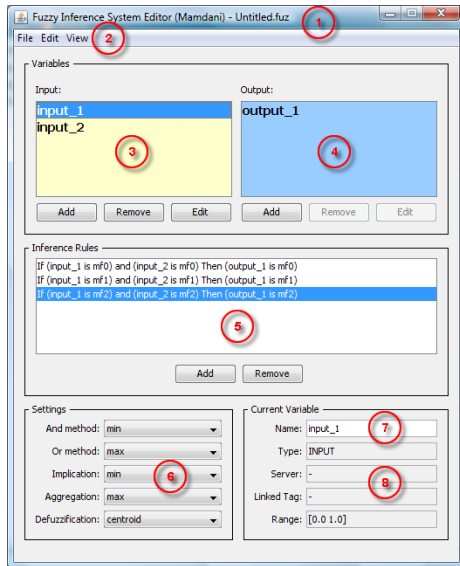 Fuzzy Inference System Editor (Mamdani) - Untitled.fuz 1
File Edit View 2
Variables
Input: Output:
input_1 output_1
input_2
3 4
Add Remove Edit Add Remove Edit
Inference Rules
If (input_1 is mf0) and (input_2 is mf0) Then (output_1 is mf0)
If (input_1 is mf1) and (input_2 is mf1) Then (output_1 is mf1)
If (input_1 is mf2) and (input_2 is mf2) Then (output_1 is mf2)
5
Add Remove
Settings Current Variable
And method: min Name: input_1 7
Or method: max Type: INPUT
Implication: min 6 Server: - 8
Aggregation: max Linked Tag: -
Defuzzification: centroid Range: [0.0 1.0]